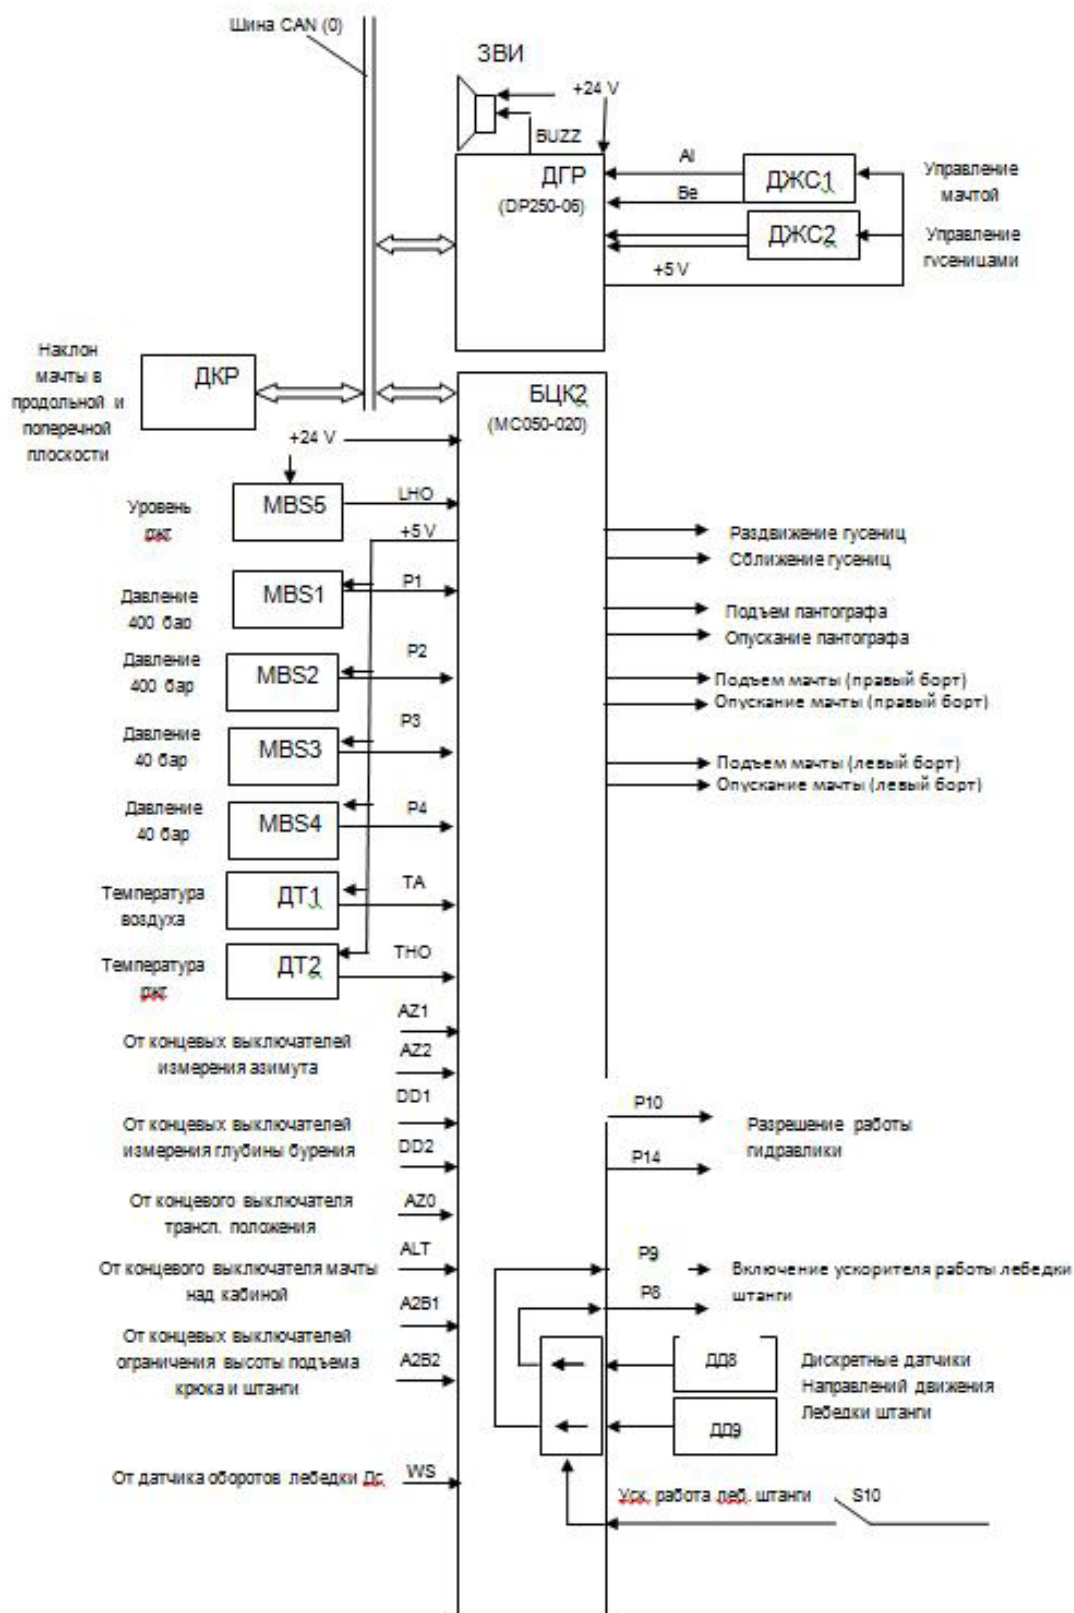 Шина CAN (0)
ЗВИ
+24 V
BUZZ
ДГР
(DP250-06)
Al
Be
ДЖС1
ДЖС2
+5 V
Управление
мачтой
Управление
гусеницами
Наклон
мачты в
продольной и
поперечной
плоскости
ДКР
БЦК2
(MC050-020)
+24 V
Уровень
ржг
MBS5
LHO
+5 V
Давление
400 бар
MBS1
P1
Давление
400 бар
MBS2
P2
Давление
40 бар
MBS3
P3
Давление
40 бар
MBS4
P4
Температура
воздуха
ДТ1
TA
Температура
ржг
ДТ2
THO
Раздвижение гусениц
Сближение гусениц
Подъем пантографа
Опускание пантографа
Подъем мачты (правый борт)
Опускание мачты (правый борт)
Подъем мачты (левый борт)
Опускание мачты (левый борт)
От концевых выключателей
измерения азимута
AZ1
AZ2
От концевых выключателей
измерения глубины бурения
DD1
DD2
От концевого выключателя
трансп. положения
AZ0
От концевого выключателя мачты
над кабиной
ALT
От концевых выключателей
ограничения высоты подъема
крюка и штанги
A2B1
A2B2
От датчика оборотов лебедки Дс
WS
P10
P14
Разрешение работы
гидравлики
P9
P8
Включение ускорителя работы лебедки
штанги
ДД8
ДД9
Дискретные датчики
Направлений движения
Лебедки штанги
Уск. работа леб. штанги
S10